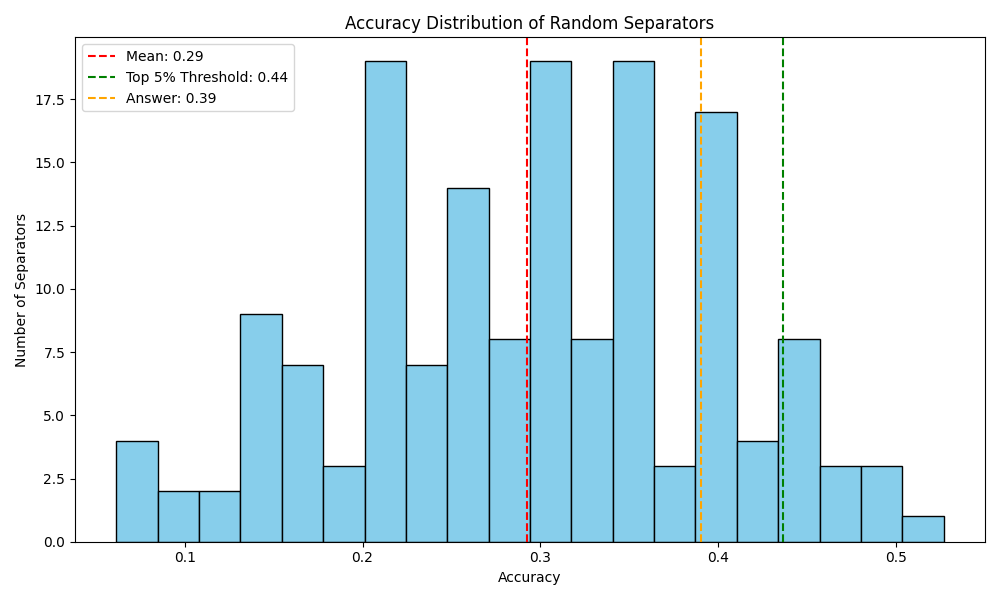 Accuracy Distribution of Random Separators
Mean: 0.29
Top 5% Threshold: 0.44
Answer: 0.39
17.5
15.0
12.5
10.0
7.5
5.0
2.5
0.0
Number of Separators
0.1 0.2 0.3 0.4 0.5
Accuracy